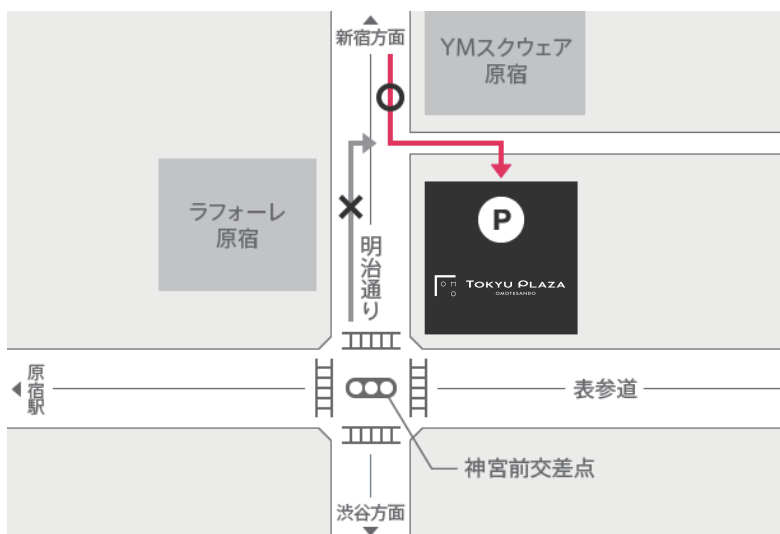 新宿方面
YMスクウェア
原宿
ラフォーレ
原宿
P
明治通り
TOKYU PLAZA
OMOTESANDO
原宿駅
表参道
神宮前交差点
渋谷方面